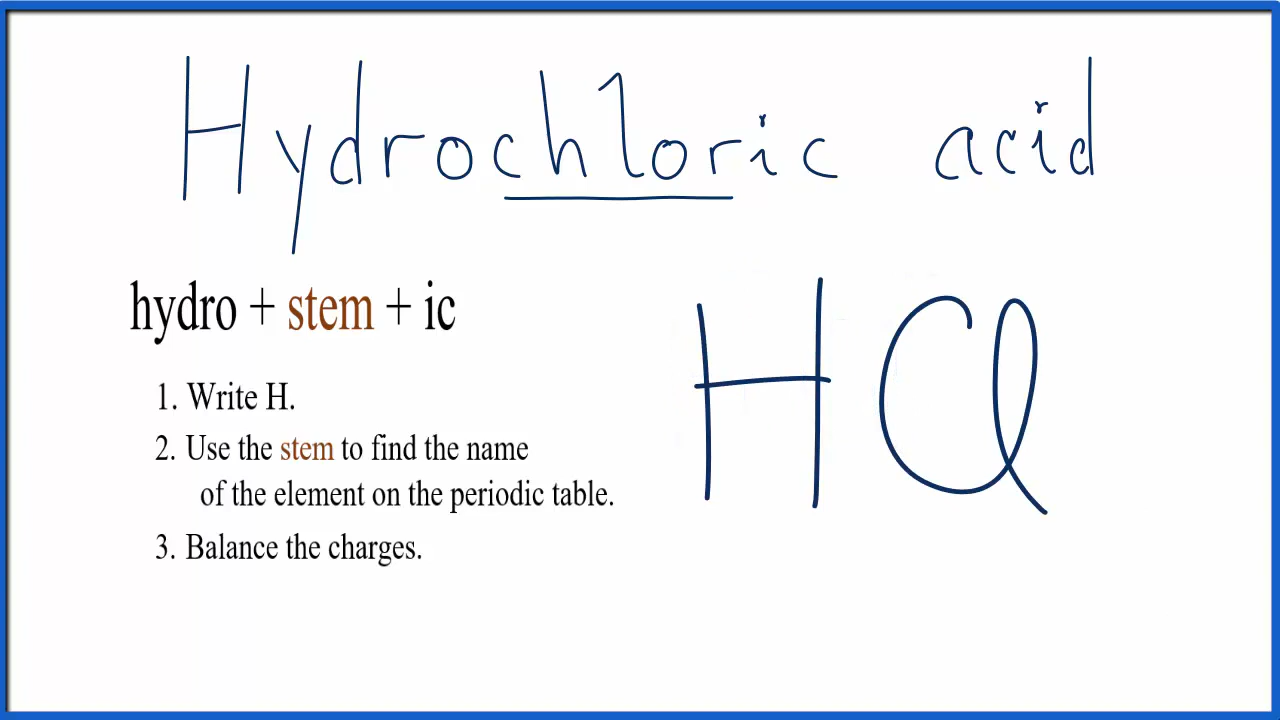 Hydrochloric acid
hydro + stem + ic
HCl
1. Write H.
2. Use the stem to find the name
of the element on the periodic table.
3. Balance the charges.